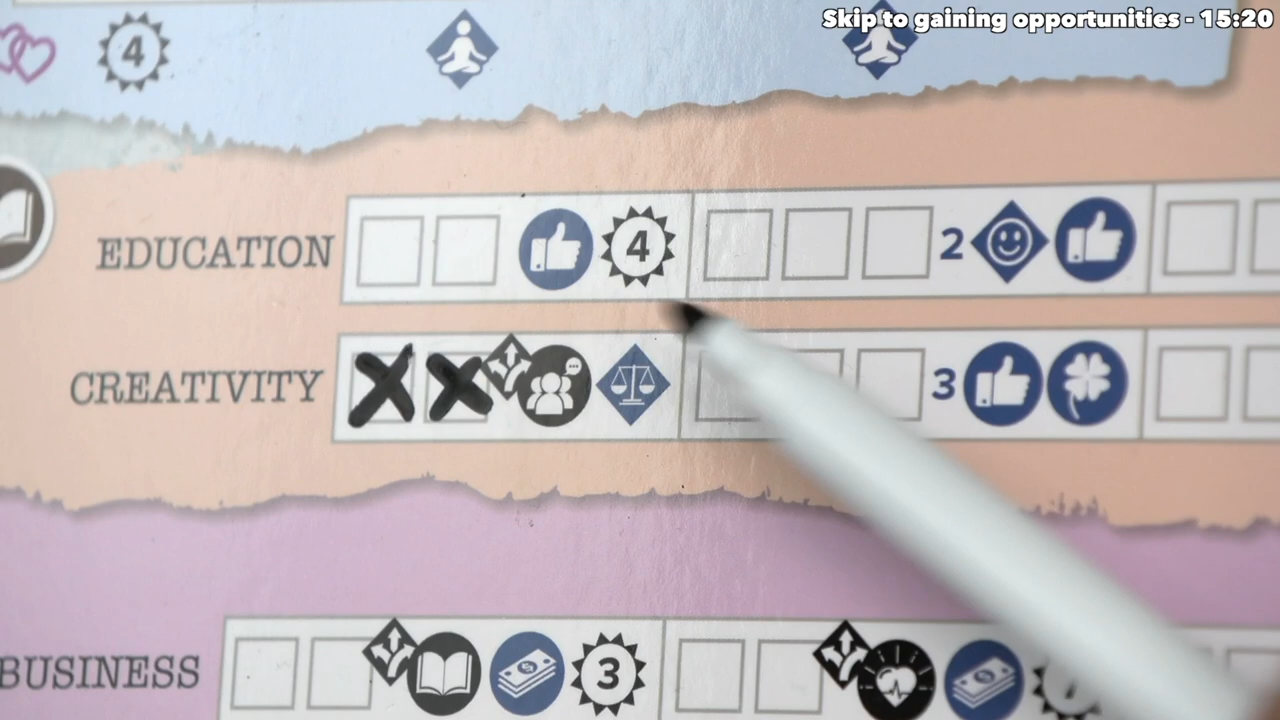 Skip to gaining opportunities - 15:20
4
EDUCATION 4 2
CREATIVITY X X 3
BUSINESS 3